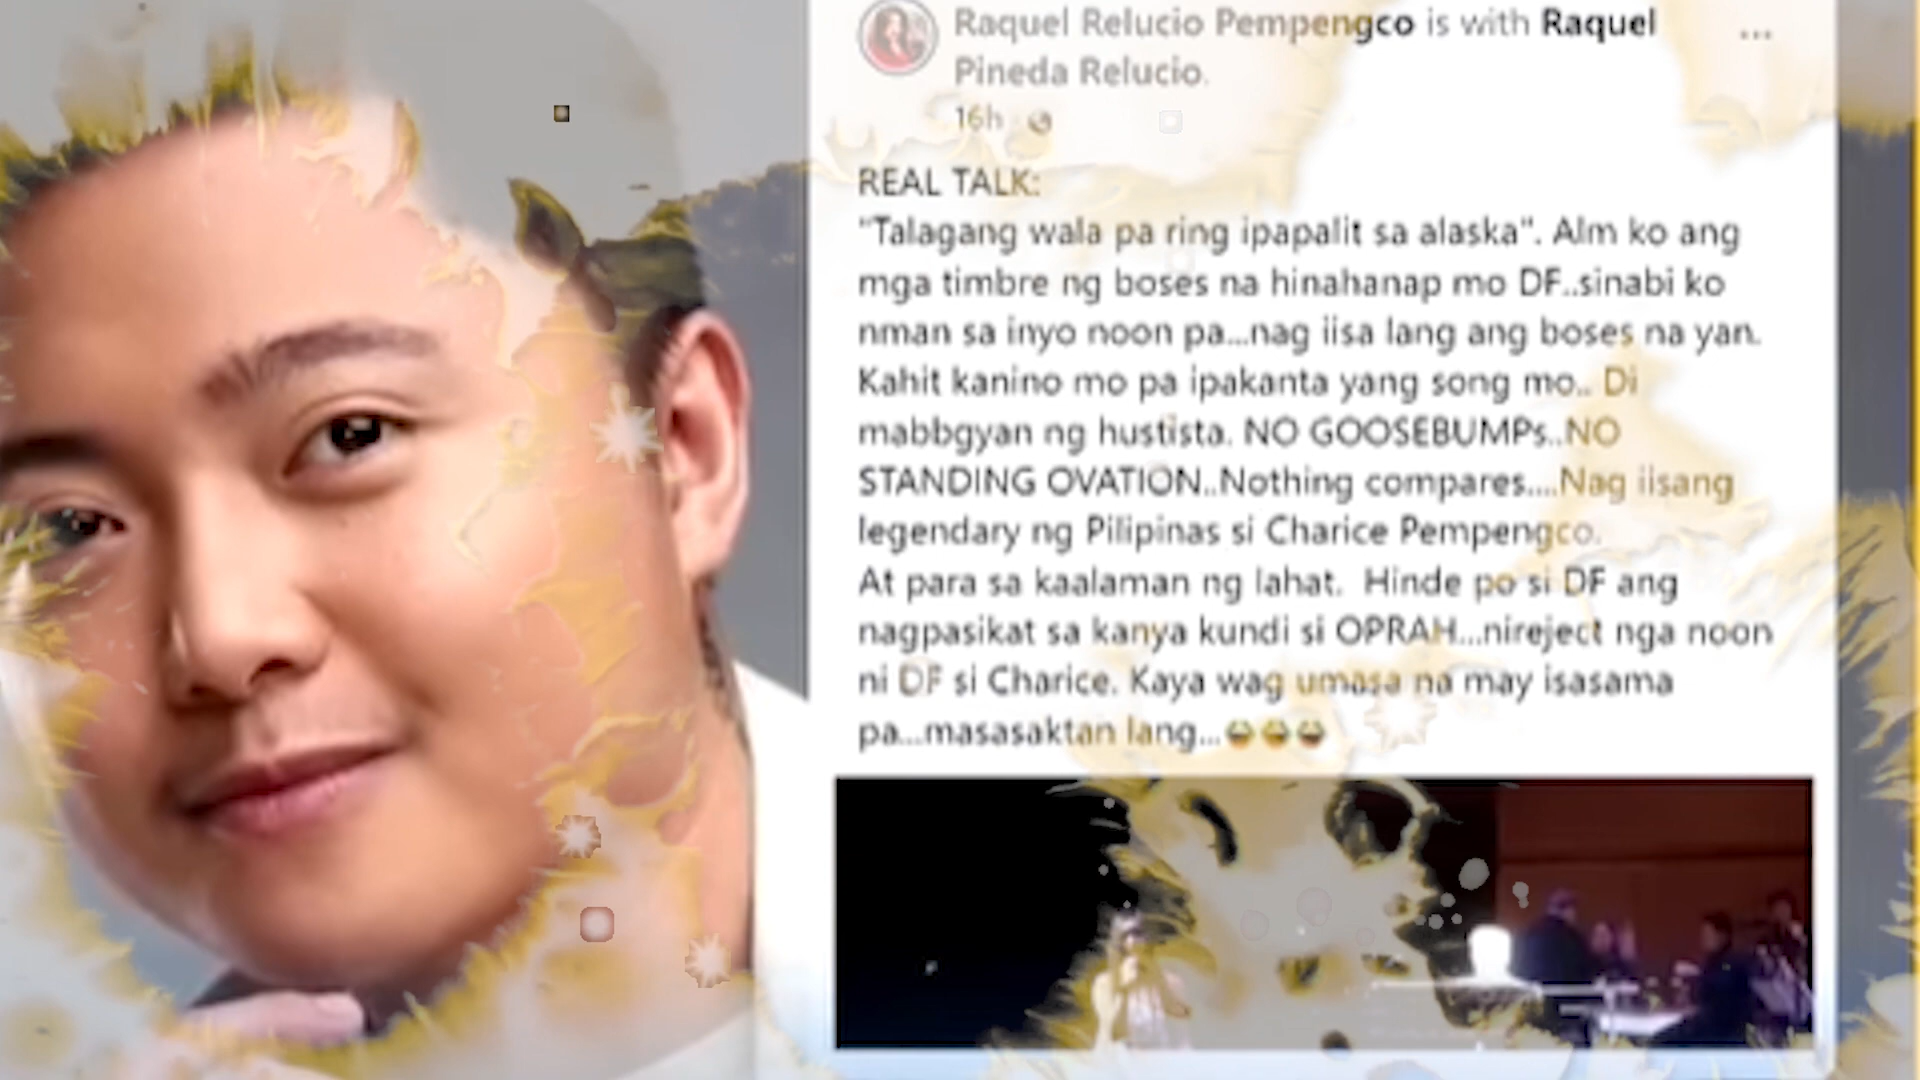 Raquel Relucio Pempengco is with Raquel
Pineda Relucio.
16h
REAL TALK:
"Talagang wala pa ring ipapalit sa alaska". Alm ko ang
mga timbre ng boses na hinahanap mo DF..sinabi ko
nman sa inyo noon pa...nag iisa lang ang boses na yan.
Kahit kanino mo pa ipakanta yang song mo.. Di
mabbgyan ng hustista. NO GOOSEBUMPs..NO
STANDING OVATION..Nothing compares....Nag iisang
legendary ng Pilipinas si Charice Pempengco.
At para sa kaalaman ng lahat. Hinde po si DF ang
nagpasikat sa kanya kundi si OPRAH...nireject nga noon
ni DF si Charice. Kaya wag umasa na may isasama
pa...masasaktan lang...😂😂😂